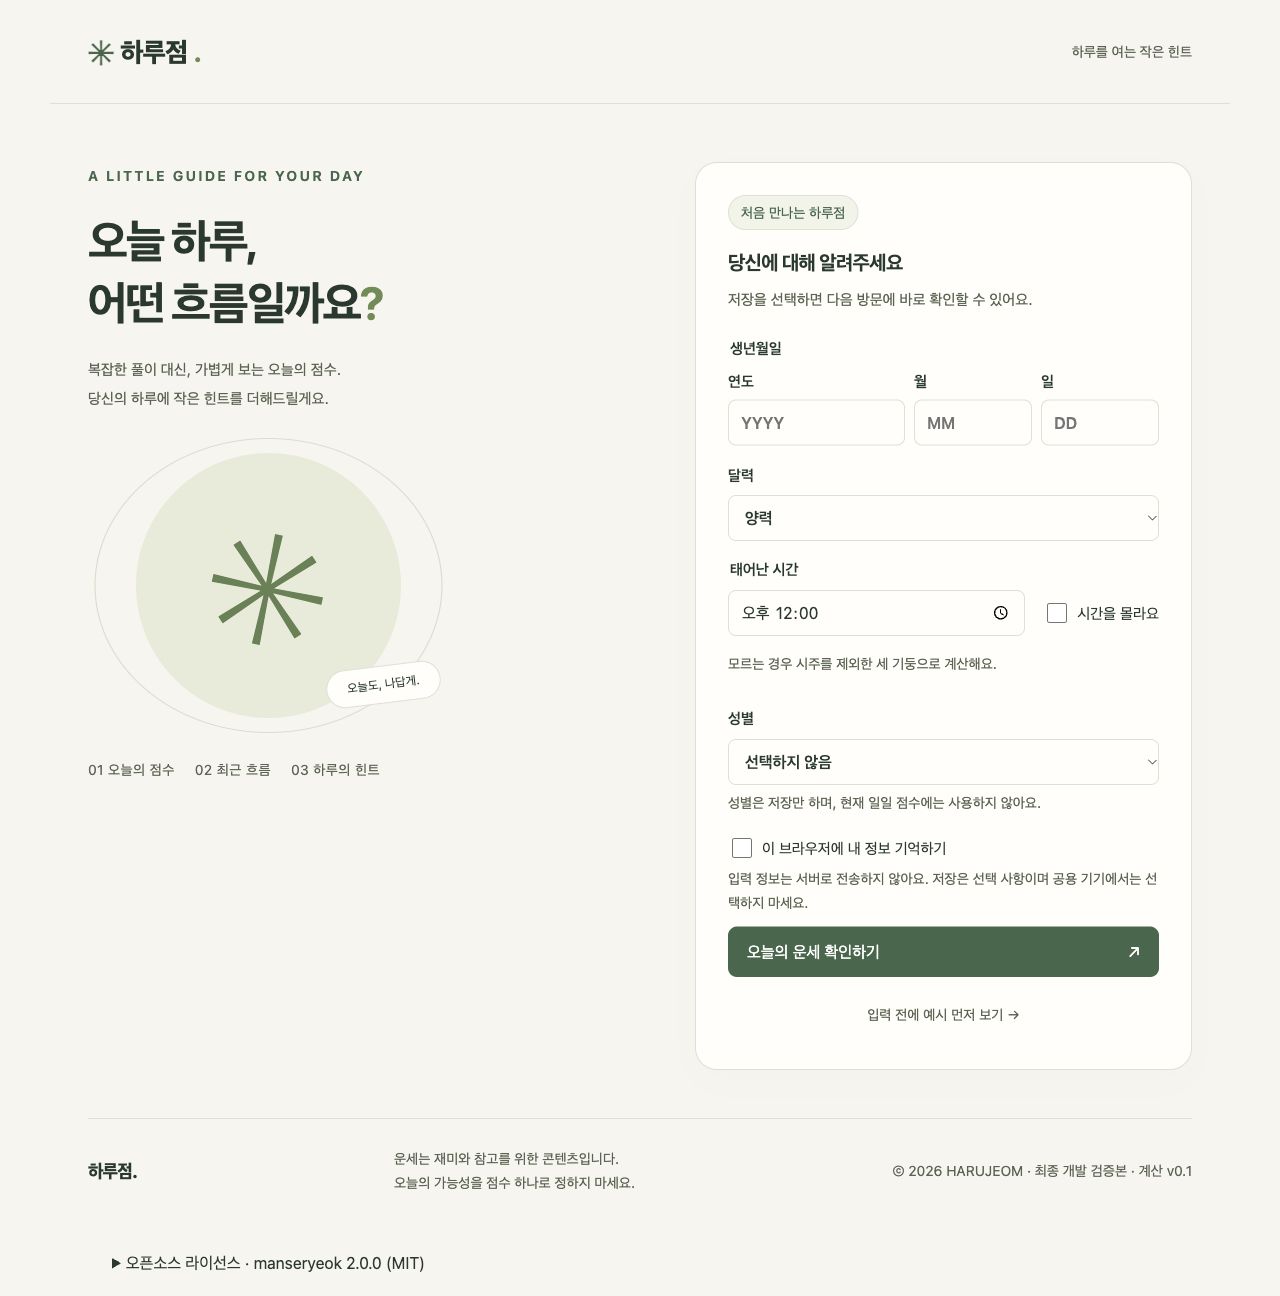 하루점 .
하루를 여는 작은 힌트
A LITTLE GUIDE FOR YOUR DAY
오늘 하루,
어떤 흐름일까요?
복잡한 풀이 대신, 가볍게 보는 오늘의 점수.
당신의 하루에 작은 힌트를 더해드릴게요.
오늘도, 나답게.
01 오늘의 점수
02 최근 흐름
03 하루의 힌트
처음 만나는 하루점
당신에 대해 알려주세요
저장을 선택하면 다음 방문에 바로 확인할 수 있어요.
생년월일
연도
월
일
YYYY
MM
DD
달력
양력
태어난 시간
오후 12:00
시간을 몰라요
모르는 경우 시주를 제외한 세 기둥으로 계산해요.
성별
선택하지 않음
성별은 저장만 하며, 현재 일일 점수에는 사용하지 않아요.
이 브라우저에 내 정보 기억하기
입력 정보는 서버로 전송하지 않아요. 저장은 선택 사항이며 공용 기기에서는 선
택하지 마세요.
오늘의 운세 확인하기 ↗
입력 전에 예시 먼저 보기 →
하루점.
운세는 재미와 참고를 위한 콘텐츠입니다.
오늘의 가능성을 점수 하나로 정하지 마세요.
© 2026 HARUJEOM · 최종 개발 검증본 · 계산 v0.1
▶ 오픈소스 라이선스 · manseryeok 2.0.0 (MIT)